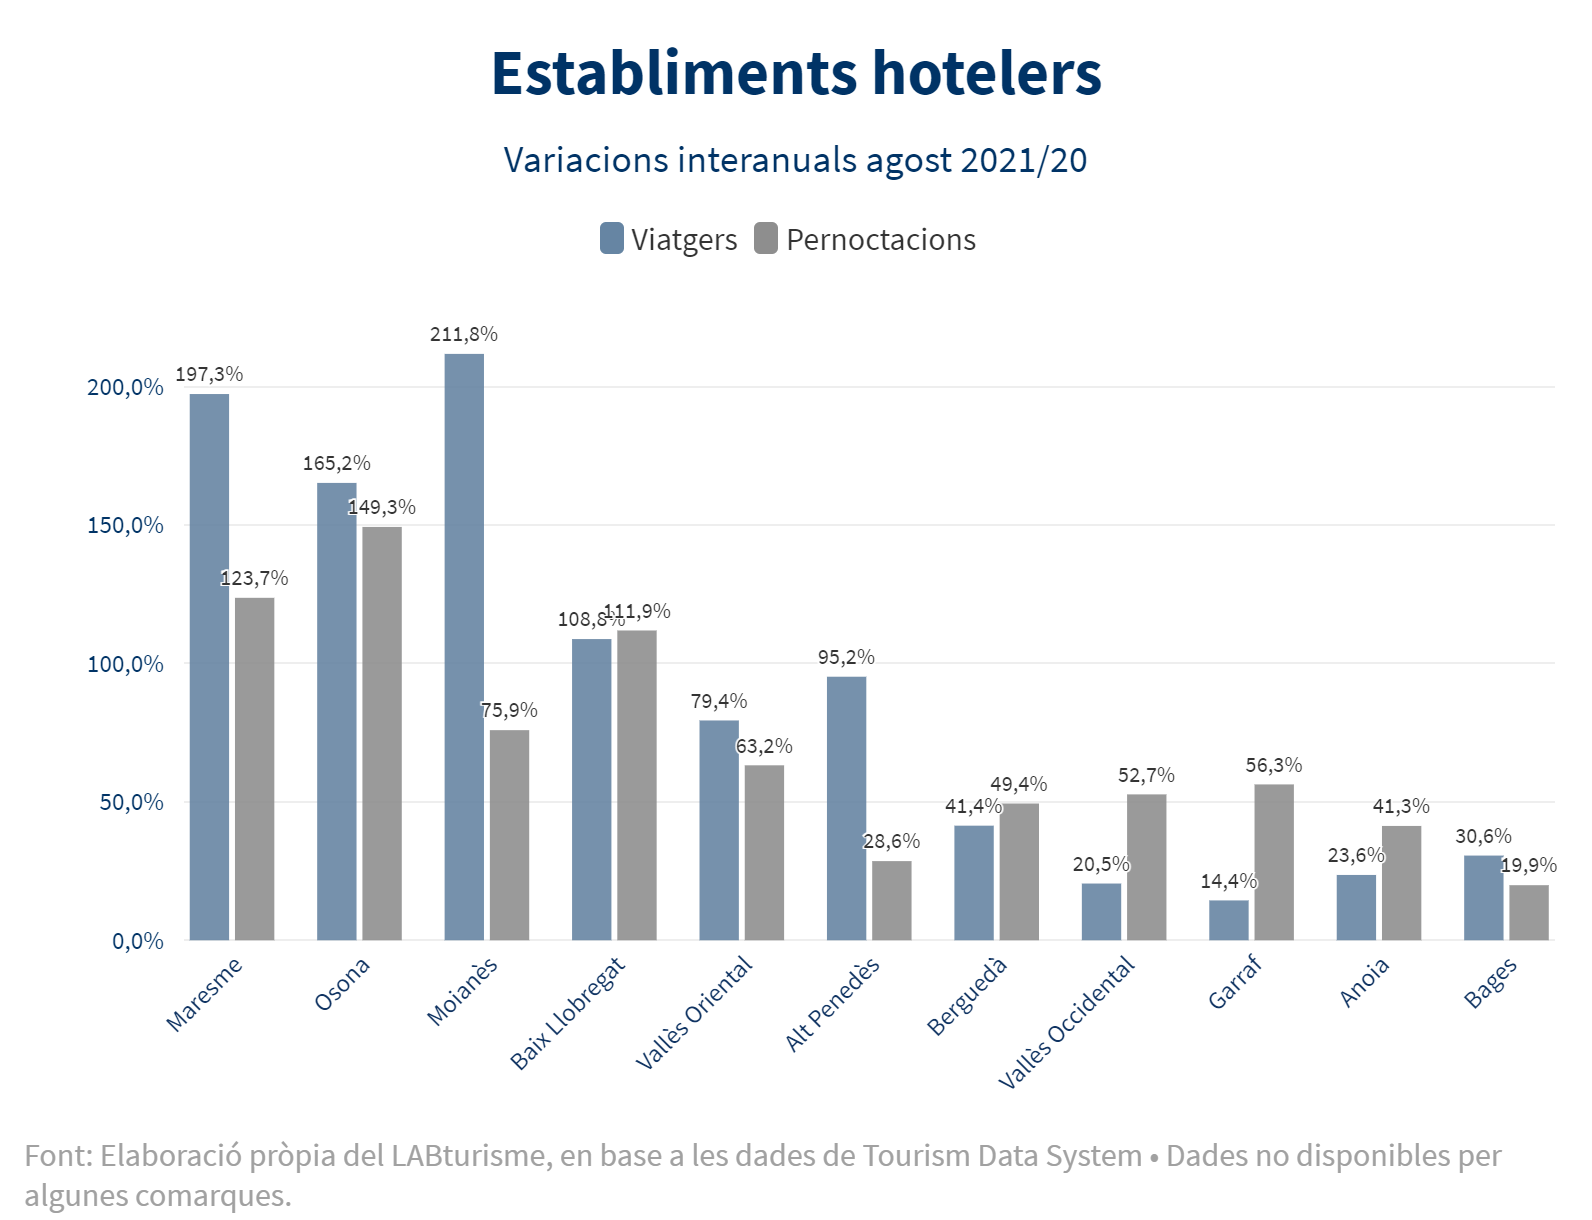 Establiments hotelers
Variacions interanuals agost 2021/20
Viatgers Pernoctacions
211,8%
197,3%
200,0%
165,2%
149,3%
150,0%
123,7%
108,8%
111,9%
100,0%
95,2%
75,9%
79,4%
63,2%
56,3%
52,7%
49,4%
50,0%
41,4%
41,3%
28,6%
20,5%
14,4%
23,6%
30,6%
19,9%
0,0%
Maresme
Osona
Moianès
Baix Llobregat
Vallès Oriental
Alt Penedès
Berguedà
Vallès Occidental
Garraf
Anoia
Bages
Font: Elaboració pròpia del LABturisme, en base a les dades de Tourism Data System • Dades no disponibles per
algunes comarques.